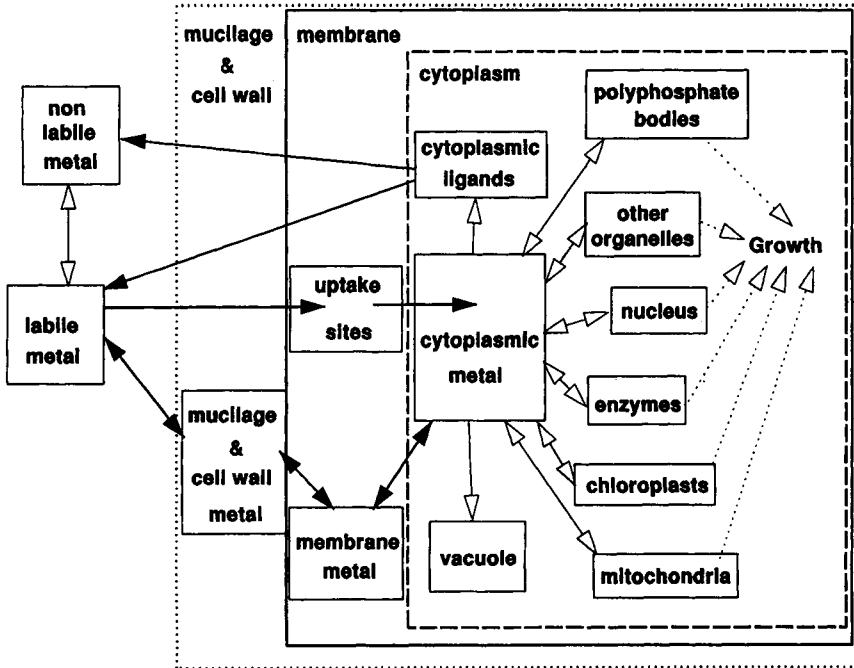 mucilage
&
cell wall
membrane
cytoplasm
polyphosphate
bodies
non
labile
metal
cytoplasmic
ligands
other
organelles
Growth
labile
metal
uptake
sites
cytoplasmic
metal
nucleus
enzymes
mucilage
&
cell wall
metal
chloroplasts
membrane
metal
vacuole
mitochondria